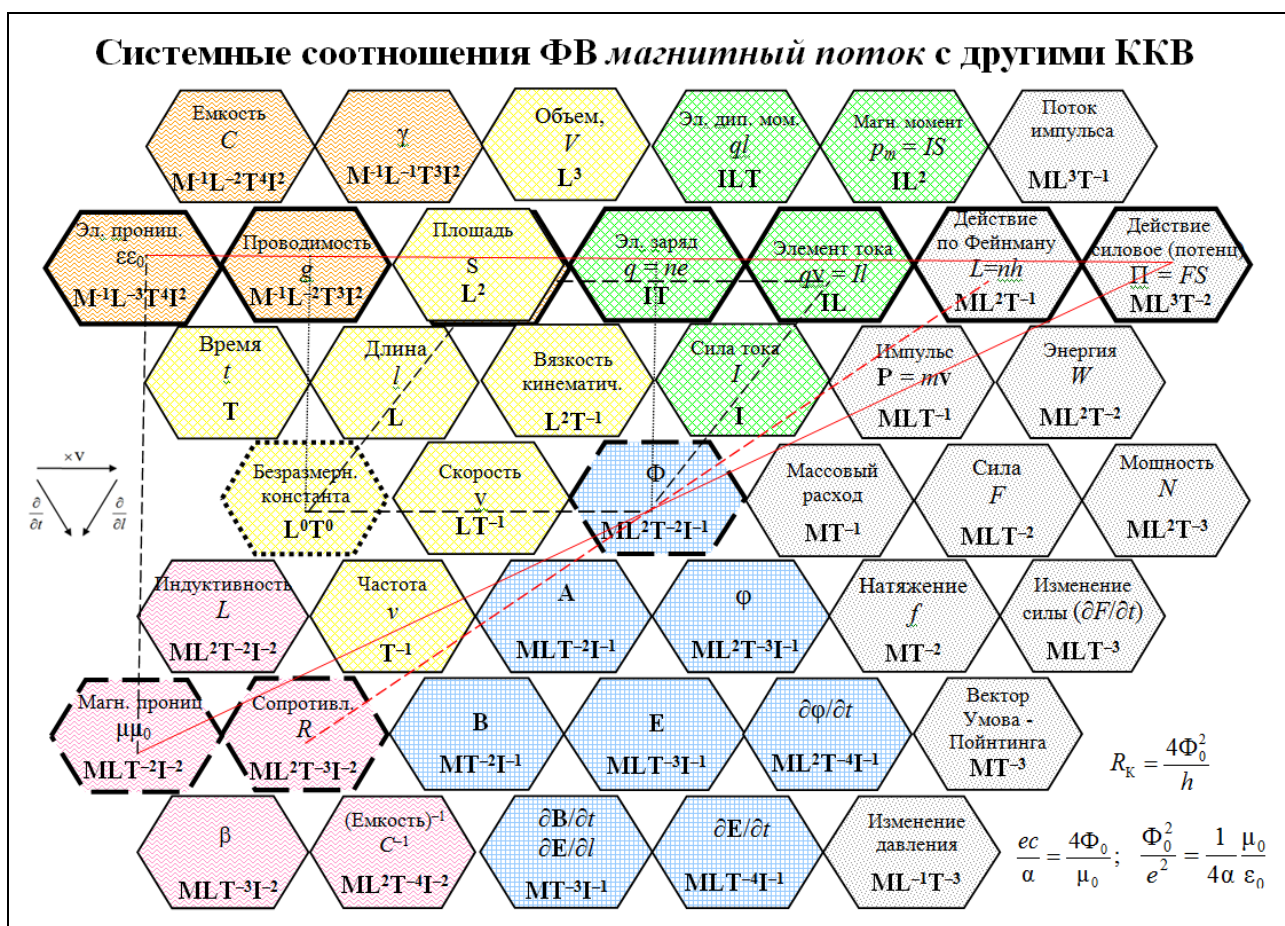 Системные соотношения ФВ магнитный поток с другими ККВ
Емкость
C
M⁻¹L⁻²T⁴I²
γ
M⁻¹L⁻¹T³I²
Объем,
V
L³
Эл. дип. мом.
ql
ILT
Магн. момент
pₘ = IS
IL²
Поток
импульса
ML³T⁻¹
Эл. прониц.
εε₀
M⁻¹L⁻³T⁴I²
Проводимость
g
M⁻¹L⁻²T³I²
Площадь
S
L²
Эл. заряд
q = ne
IT
Элемент тока
qv = Il
IL
Действие
по Фейнману
L=nh
ML²T⁻¹
Действие
силовое (потенц)
П = FS
ML³T⁻²
Время
t
T
Длина
l
L
Вязкость
кинематич.
L²T⁻¹
Сила тока
I
I
Импульс
P = mv
MLT⁻¹
Энергия
W
ML²T⁻²
×v
∂/∂t
∂/∂l
Безразмерн.
константа
L⁰T⁰
Скорость
v
LT⁻¹
Φ
ML²T⁻²I⁻¹
Массовый
расход
MT⁻¹
Сила
F
MLT⁻²
Мощность
N
ML²T⁻³
Индуктивность
L
ML²T⁻²I⁻²
Частота
ν
T⁻¹
A
MLT⁻²I⁻¹
φ
ML²T⁻³I⁻¹
Натяжение
f
MT⁻²
Изменение
силы (∂F/∂t)
MLT⁻³
Магн. прониц
μμ₀
MLT⁻²I⁻²
Сопротивл.
R
ML²T⁻³I⁻²
B
MT⁻²I⁻¹
E
MLT⁻³I⁻¹
∂φ/∂t
ML²T⁻⁴I⁻¹
Вектор
Умова -
Пойнтинга
MT⁻³
R_К = 4Φ₀²/h
β
MLT⁻³I⁻²
(Емкость)⁻¹
C⁻¹
ML²T⁻⁴I⁻²
∂B/∂t
∂E/∂l
MT⁻³I⁻¹
∂E/∂t
MLT⁻⁴I⁻¹
Изменение
давления
ML⁻¹T⁻³
ec/α = 4Φ₀/μ₀; Φ₀²/e² = 1/4α μ₀/ε₀